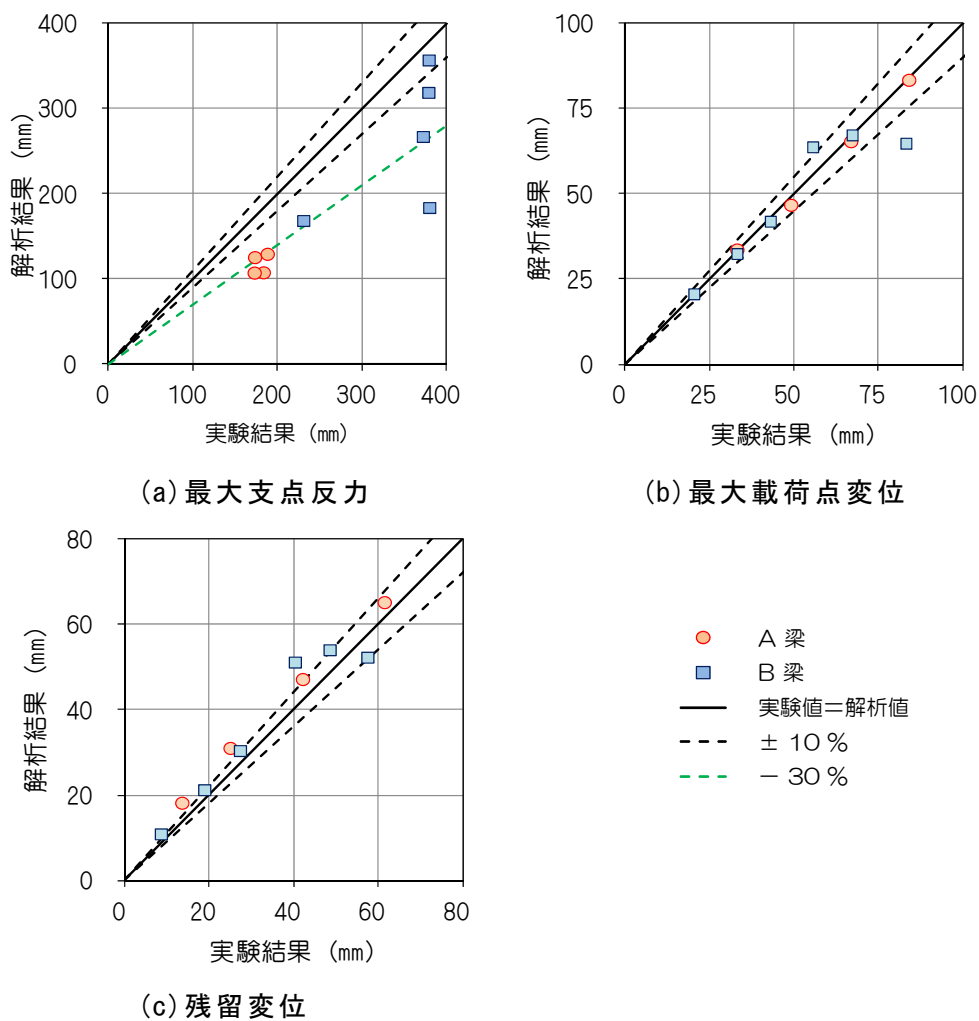 400
300
200
100
0
解析結果 (mm)
0 100 200 300 400
実験結果 (mm)
(a)最大支点反力
100
75
50
25
0
解析結果 (mm)
0 25 50 75 100
実験結果 (mm)
(b)最大載荷点変位
80
60
40
20
0
解析結果 (mm)
0 20 40 60 80
実験結果 (mm)
(c)残留変位
A 梁
B 梁
実験値=解析値
± 10 %
− 30 %